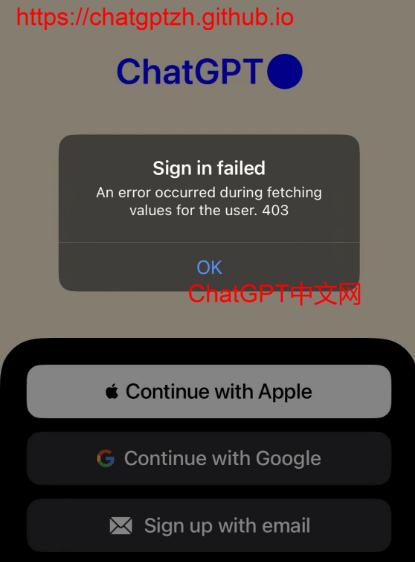 https://chatgptzh.github.io
ChatGPT
Sign in failed
An error occurred during fetching
values for the user. 403
OK
ChatGPT中文网
Continue with Apple
Continue with Google
Sign up with email